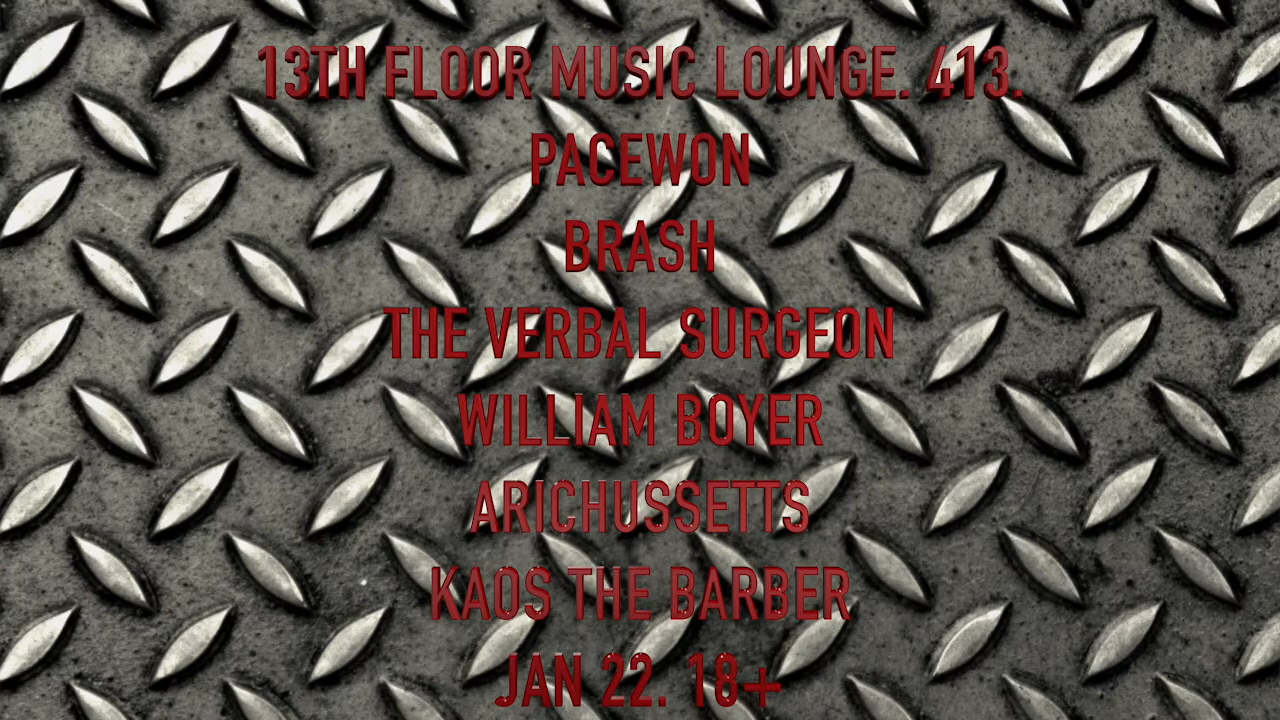 13TH FLOOR MUSIC LOUNGE. 413.
PACEWON
BRASH
THE VERBAL SURGEON
WILLIAM BOYER
ARICHUSSETTS
KAOS THE BARBER
JAN 22. 18+